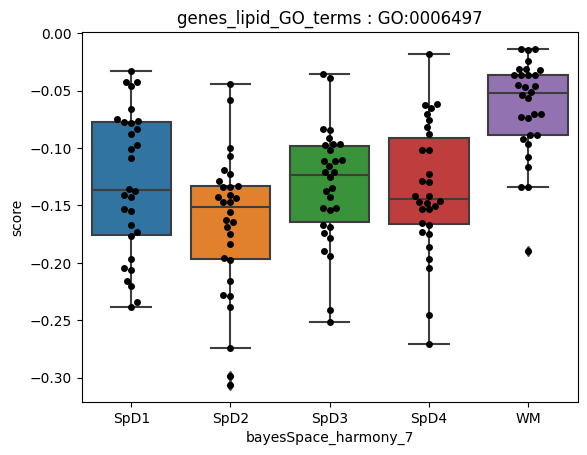 genes_lipid_GO_terms : GO:0006497
0.00
−0.05
−0.10
−0.15
−0.20
−0.25
−0.30
score
SpD1 SpD2 SpD3 SpD4 WM
bayesSpace_harmony_7